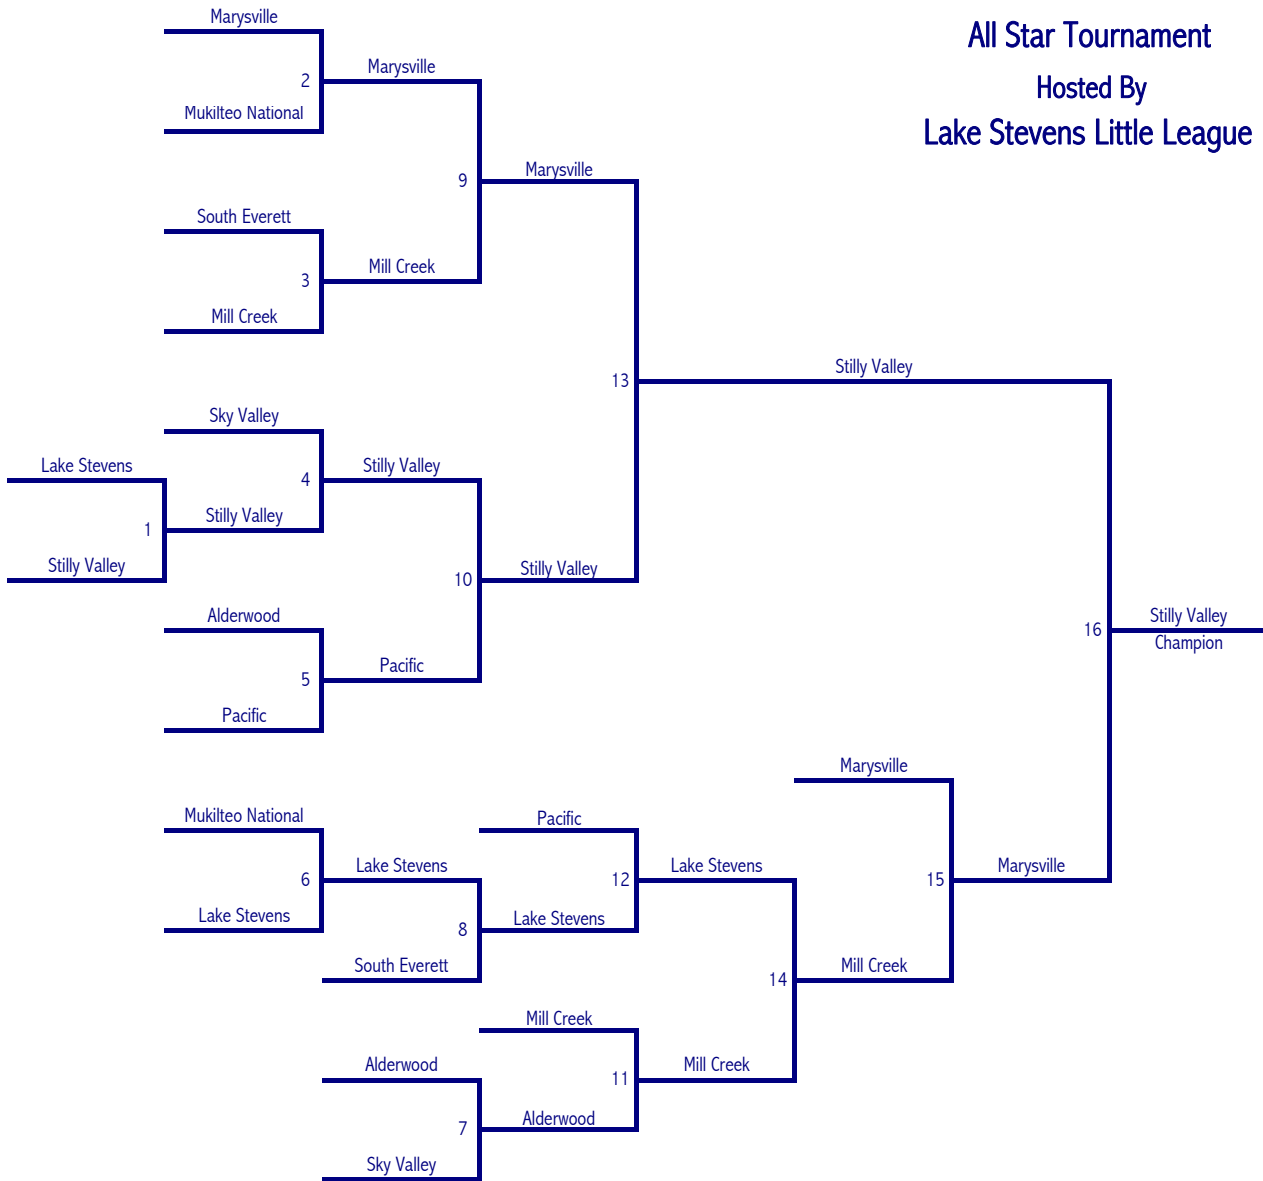 Marysville
All Star Tournament
Marysville
2
Hosted By
Mukilteo National
Lake Stevens Little League
Marysville
9
South Everett
Mill Creek
3
Mill Creek
Stilly Valley
13
Sky Valley
Lake Stevens
Stilly Valley
4
Stilly Valley
1
Stilly Valley
Stilly Valley
10
Alderwood
Stilly Valley
16
Champion
Pacific
5
Pacific
Marysville
Mukilteo National
Pacific
Lake Stevens
Lake Stevens
Marysville
6
12
15
Lake Stevens
Lake Stevens
8
South Everett
Mill Creek
14
Mill Creek
Alderwood
Mill Creek
11
Alderwood
7
Sky Valley